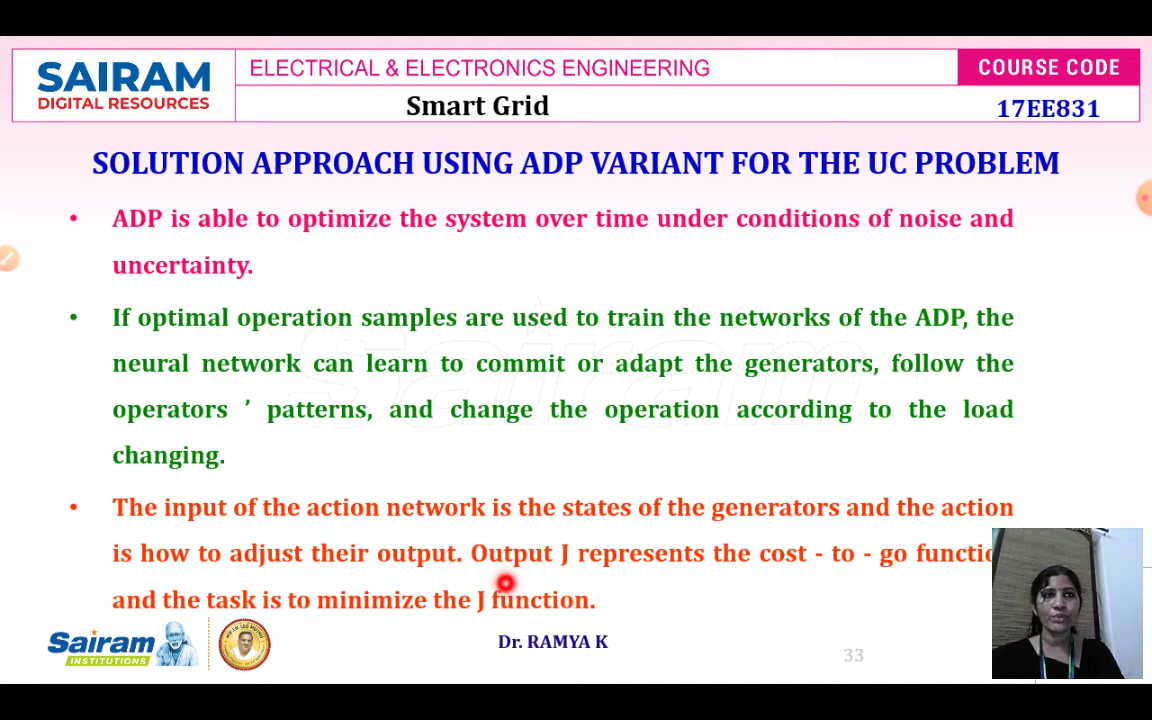 SAIRAM
DIGITAL RESOURCES
ELECTRICAL & ELECTRONICS ENGINEERING
COURSE CODE
Smart Grid
17EE831
SOLUTION APPROACH USING ADP VARIANT FOR THE UC PROBLEM
• ADP is able to optimize the system over time under conditions of noise and
uncertainty.
• If optimal operation samples are used to train the networks of the ADP, the
neural network can learn to commit or adapt the generators, follow the
operators ’ patterns, and change the operation according to the load
changing.
Sairam
• The input of the action network is the states of the generators and the action
is how to adjust their output. Output J represents the cost - to - go functio
and the task is to minimize the J function.
Sairam
INSTITUTIONS
Dr. RAMYA K
33